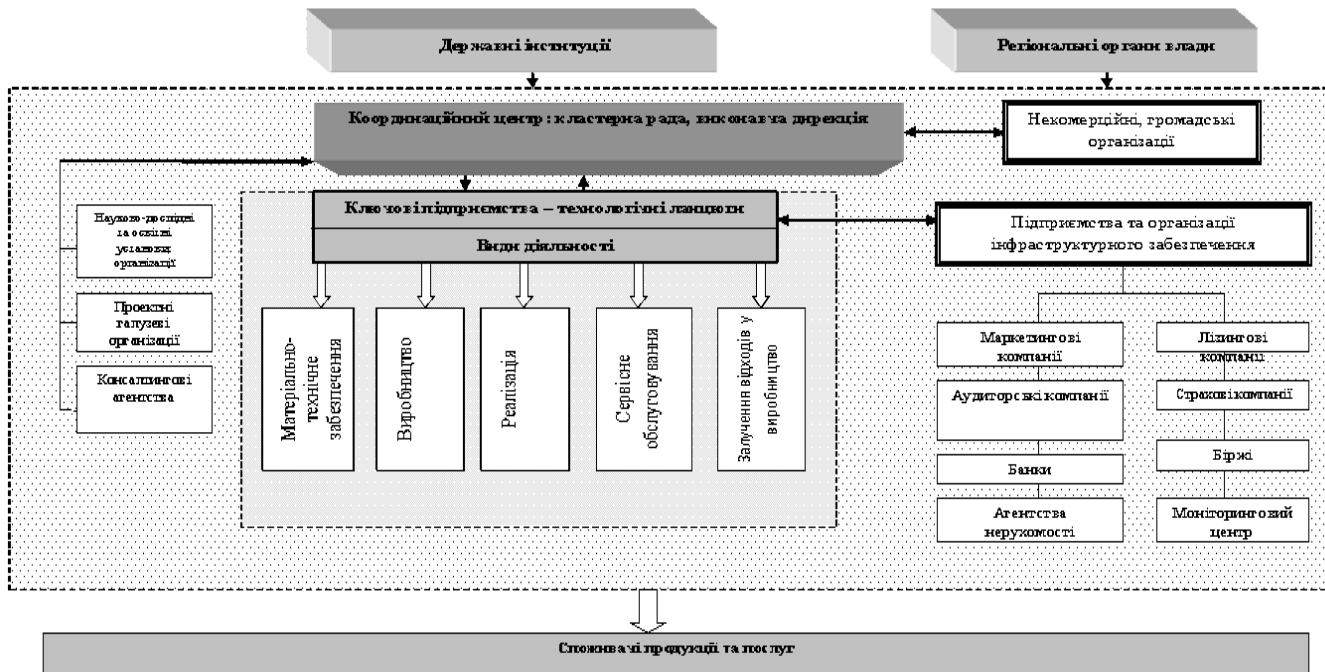 Державні інституції
Регіональні органи влади
Координаційний центр: кластерна рада, виконавча дирекція
Некомерційні, громадські
організації
Ключові підприємства – технологічні ланцюги
Види діяльності
Підприємства та організації
інфраструктурного забезпечення
Науково-дослідні
та освітні
установи
організації
Проектні
галузеві
організації
Консалтингові
агентства
Матеріально-
технічне
забезпечення
Виробництво
Реалізація
Сервісне
обслуговування
Залучення відходів у
виробництво
Маркетингові
компанії
Аудиторські компанії
Банки
Агентства
нерухомості
Лізингові
компанії
Страхові компанії
Біржі
Моніторинговий
центр
Споживачі продукції та послуг